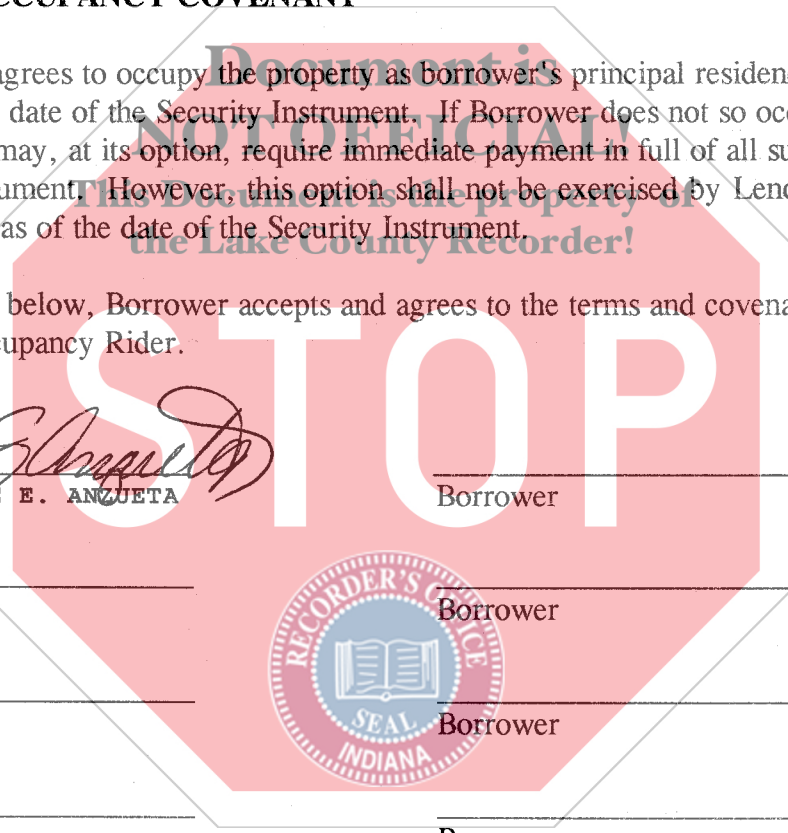 OCCUPANCY COVENANT
agrees to occupy the property as borrower's principal residen
date of the Security Instrument. If Borrower does not so occ
may, at its option, require immediate payment in full of all su
ument. However, this option shall not be exercised by Lend
as of the date of the Security Instrument.
below, Borrower accepts and agrees to the terms and covena
cupancy Rider.
Document is
NOT OFFICIAL!
This Document is the property of
the Lake County Recorder!
STOP
E. ANZUETA
Borrower
Borrower
Borrower
RECORDER'S OFFICE
SEAL
INDIANA